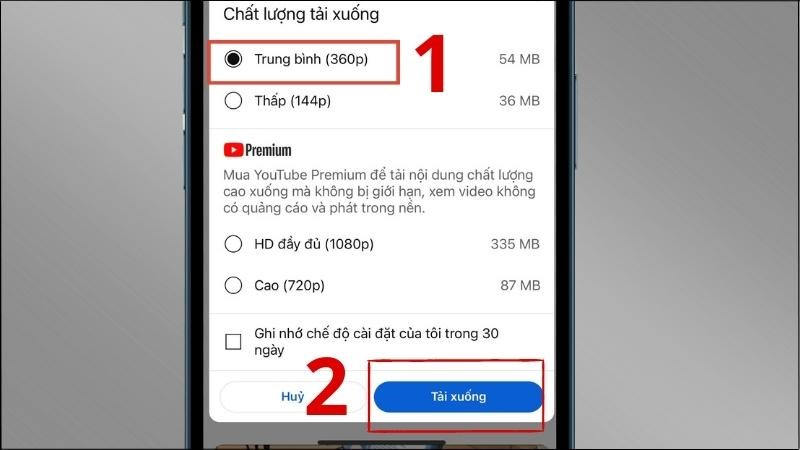 Chất lượng tải xuống
Trung bình (360p) 54 MB
1
Thấp (144p) 36 MB
Premium
Mua YouTube Premium để tải nội dung chất lượng
cao xuống mà không bị giới hạn, xem video không
có quảng cáo và phát trong nền.
HD đầy đủ (1080p) 335 MB
Cao (720p) 87 MB
Ghi nhớ chế độ cài đặt của tôi trong 30
ngày
2
Huỷ Tải xuống